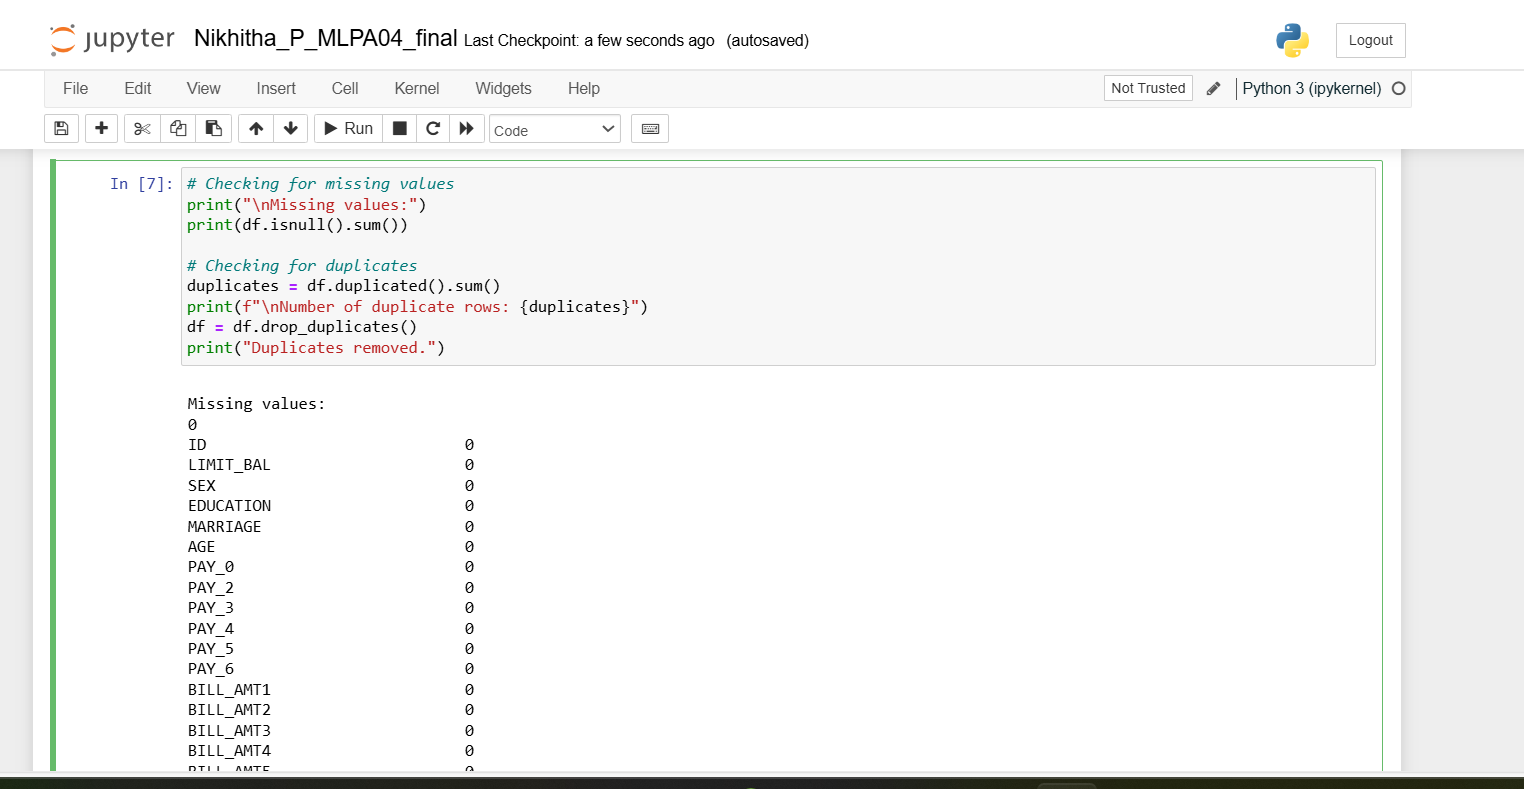 jupyter Nikhitha_P_MLPA04_final Last Checkpoint: a few seconds ago (autosaved) Logout
File Edit View Insert Cell Kernel Widgets Help Not Trusted Python 3 (ipykernel)
Run Code
In [7]: # Checking for missing values
print("\nMissing values:")
print(df.isnull().sum())
# Checking for duplicates
duplicates = df.duplicated().sum()
print(f"\nNumber of duplicate rows: {duplicates}")
df = df.drop_duplicates()
print("Duplicates removed.")
Missing values:
0
ID 0
LIMIT_BAL 0
SEX 0
EDUCATION 0
MARRIAGE 0
AGE 0
PAY_0 0
PAY_2 0
PAY_3 0
PAY_4 0
PAY_5 0
PAY_6 0
BILL_AMT1 0
BILL_AMT2 0
BILL_AMT3 0
BILL_AMT4 0
BILL_AMT5 0